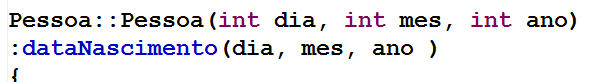 Pessoa::Pessoa(int dia, int mes, int ano)
:dataNascimento(dia, mes, ano )
{